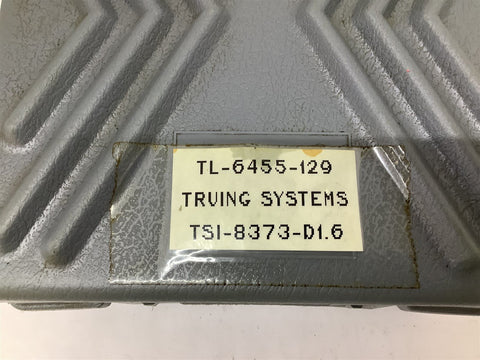 TL-6455-129
TRUING SYSTEMS
TSI-8373-D1.6